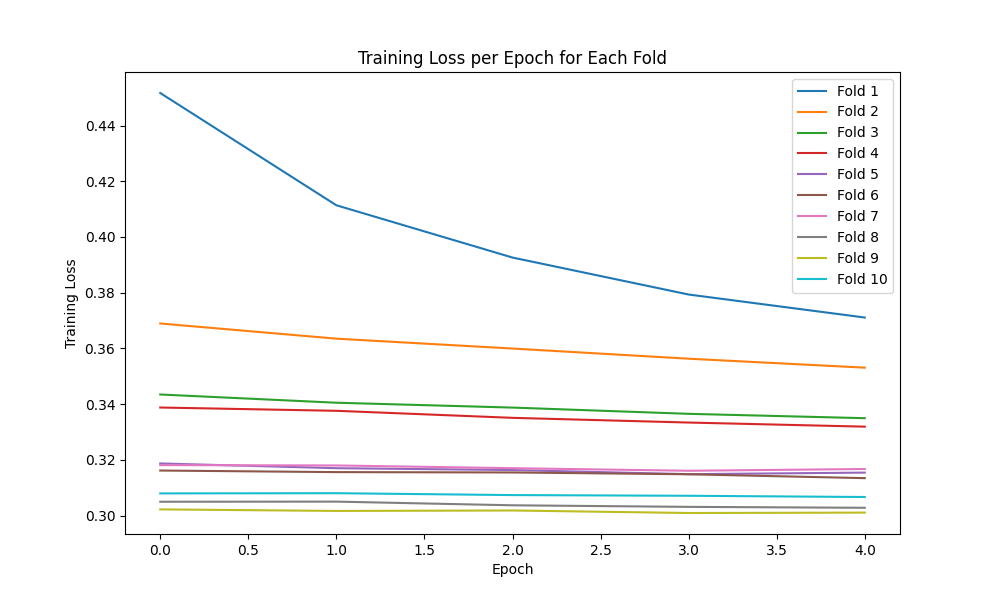 Training Loss per Epoch for Each Fold
Training Loss
0.44
0.42
0.40
0.38
0.36
0.34
0.32
0.30
Fold 1
Fold 2
Fold 3
Fold 4
Fold 5
Fold 6
Fold 7
Fold 8
Fold 9
Fold 10
0.0 0.5 1.0 1.5 2.0 2.5 3.0 3.5 4.0
Epoch